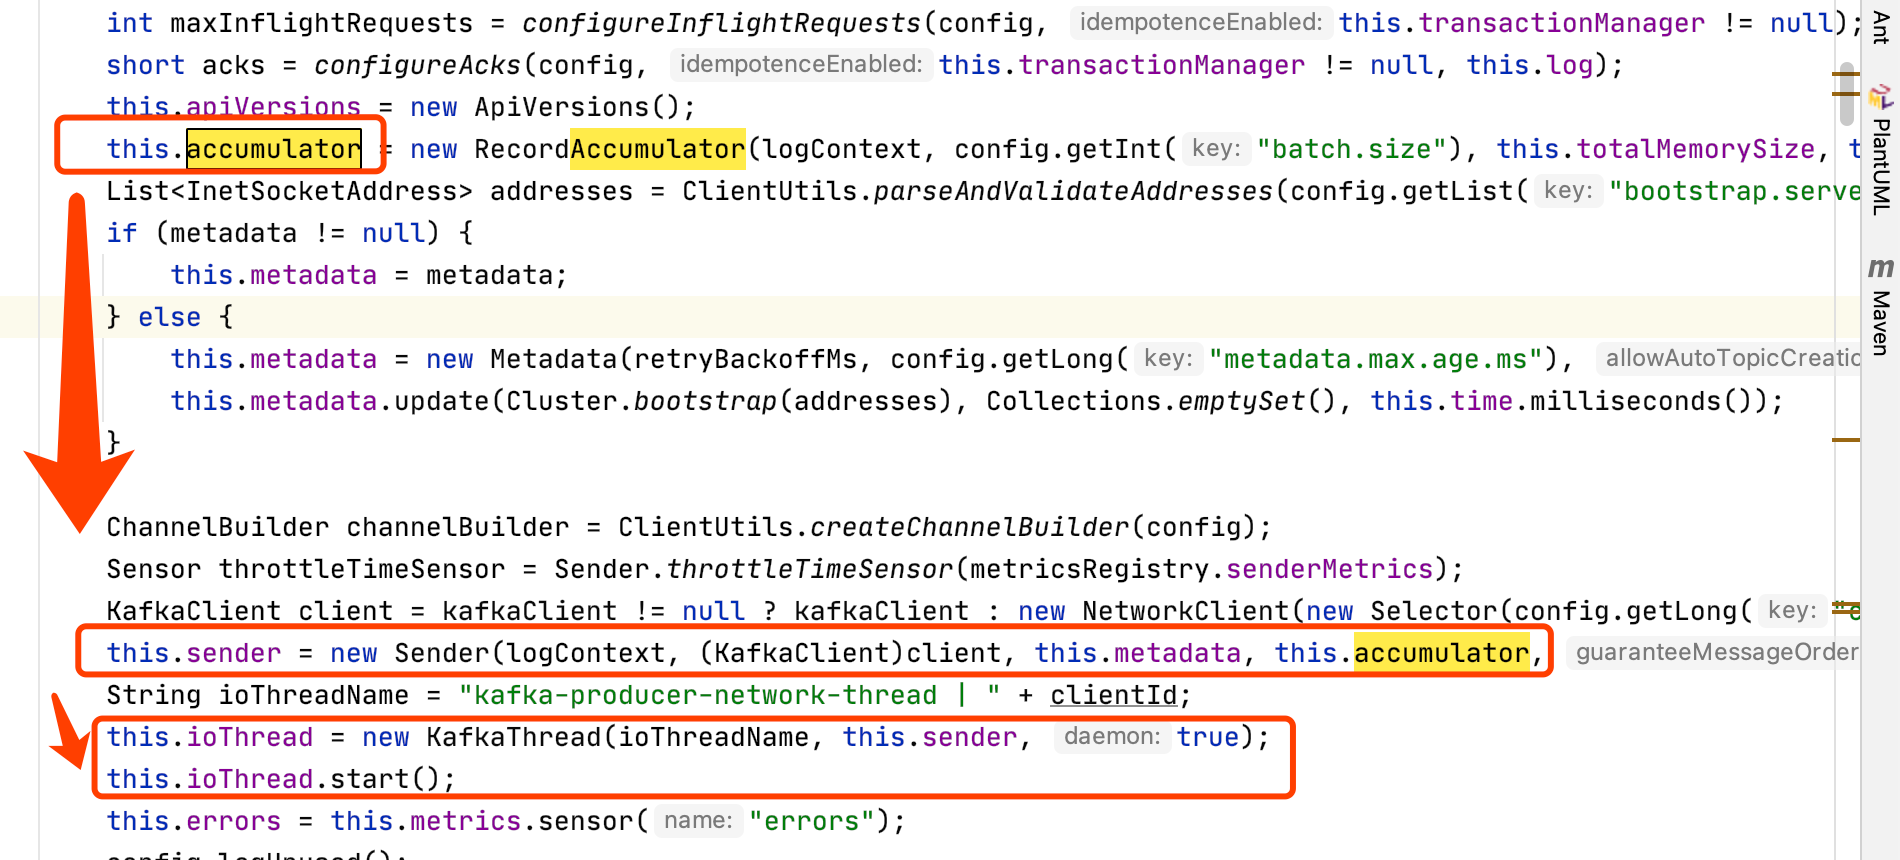 int maxInflightRequests = configureInflightRequests(config, idempotenceEnabled: this.transactionManager != null);
short acks = configureAcks(config, idempotenceEnabled: this.transactionManager != null, this.log);
this.apiVersions = new ApiVersions();
this.accumulator = new RecordAccumulator(logContext, config.getInt( key: "batch.size"), this.totalMemorySize, t
List<InetSocketAddress> addresses = ClientUtils.parseAndValidateAddresses(config.getList( key: "bootstrap.serve
if (metadata != null) {
this.metadata = metadata;
} else {
this.metadata = new Metadata(retryBackoffMs, config.getLong( key: "metadata.max.age.ms"), allowAutoTopicCreatio
this.metadata.update(Cluster.bootstrap(addresses), Collections.emptySet(), this.time.milliseconds());
}
ChannelBuilder channelBuilder = ClientUtils.createChannelBuilder(config);
Sensor throttleTimeSensor = Sender.throttleTimeSensor(metricsRegistry.senderMetrics);
KafkaClient client = kafkaClient != null ? kafkaClient : new NetworkClient(new Selector(config.getLong( key: "c
this.sender = new Sender(logContext, (KafkaClient)client, this.metadata, this.accumulator, guaranteeMessageOrder
String ioThreadName = "kafka-producer-network-thread | " + clientId;
this.ioThread = new KafkaThread(ioThreadName, this.sender, daemon: true);
this.ioThread.start();
this.errors = this.metrics.sensor( name: "errors");
config.logUnused();
Ant
PlantUML
m Maven